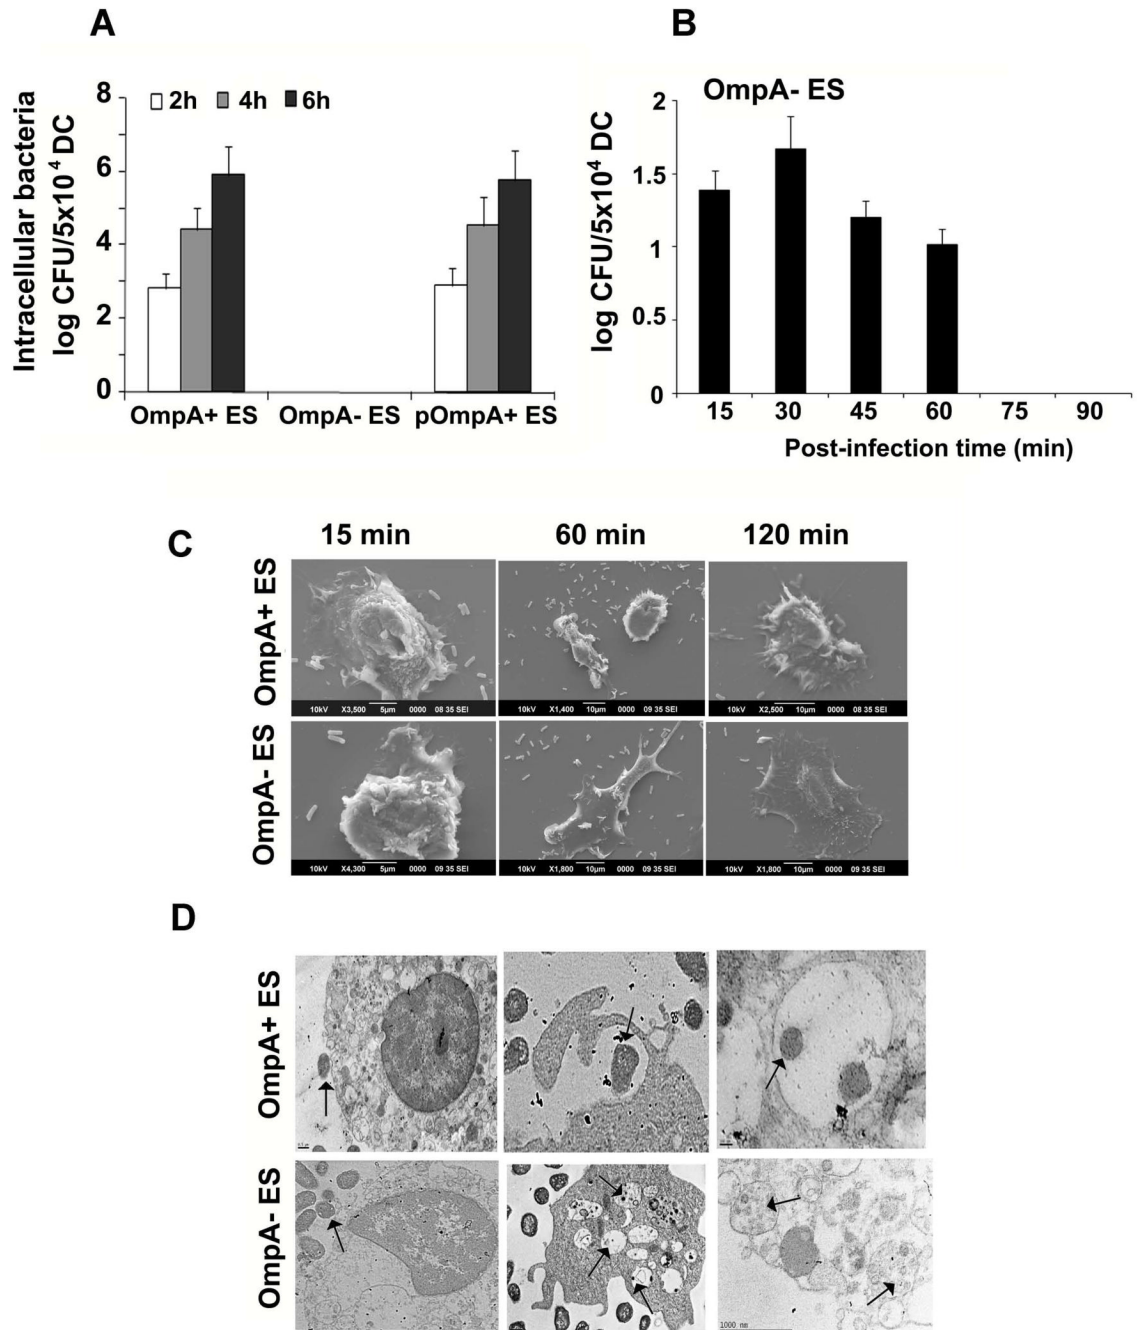 A
B
Intracellular bacteria
log CFU/5x10⁴ DC
8
6
4
2
0
2h 4h 6h
OmpA+ ES OmpA- ES pOmpA+ ES
OmpA- ES
log CFU/5x10⁴ DC
2
1.5
1
0.5
0
15 30 45 60 75 90
Post-infection time (min)
C
15 min 60 min 120 min
OmpA+ ES
10kV X3,500 5µm 0000 08 35 SEI
10kV X1,400 10µm 0000 09 35 SEI
10kV X2,500 10µm 0000 08 35 SEI
OmpA- ES
10kV X4,300 5µm 0000 09 35 SEI
10kV X1,800 10µm 0000 09 35 SEI
10kV X1,800 10µm 0000 09 35 SEI
D
OmpA+ ES
OmpA- ES
1000 nm